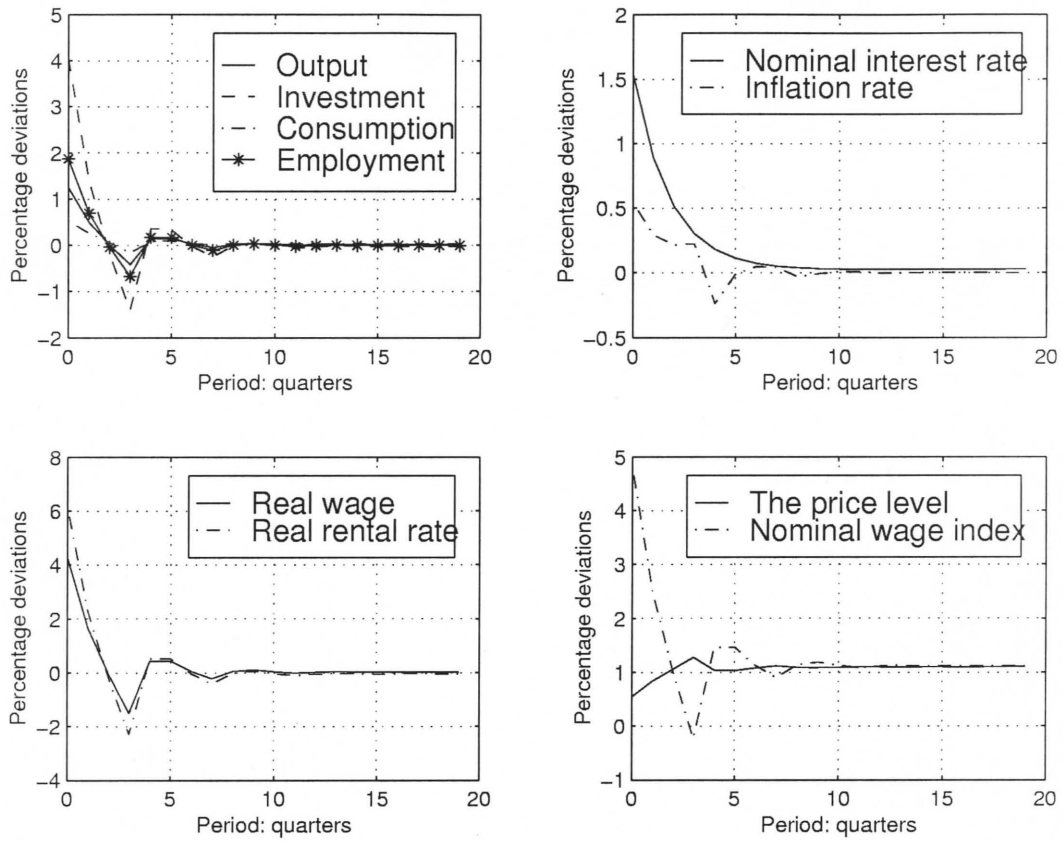 5
4
3
2
1
0
−1
−2
Percentage deviations
Output
Investment
Consumption
Employment
0 5 10 15 20
Period: quarters
2
1.5
1
0.5
0
−0.5
Percentage deviations
Nominal interest rate
Inflation rate
0 5 10 15 20
Period: quarters
8
6
4
2
0
−2
−4
Percentage deviations
Real wage
Real rental rate
0 5 10 15 20
Period: quarters
5
4
3
2
1
0
−1
Percentage deviations
The price level
Nominal wage index
0 5 10 15 20
Period: quarters